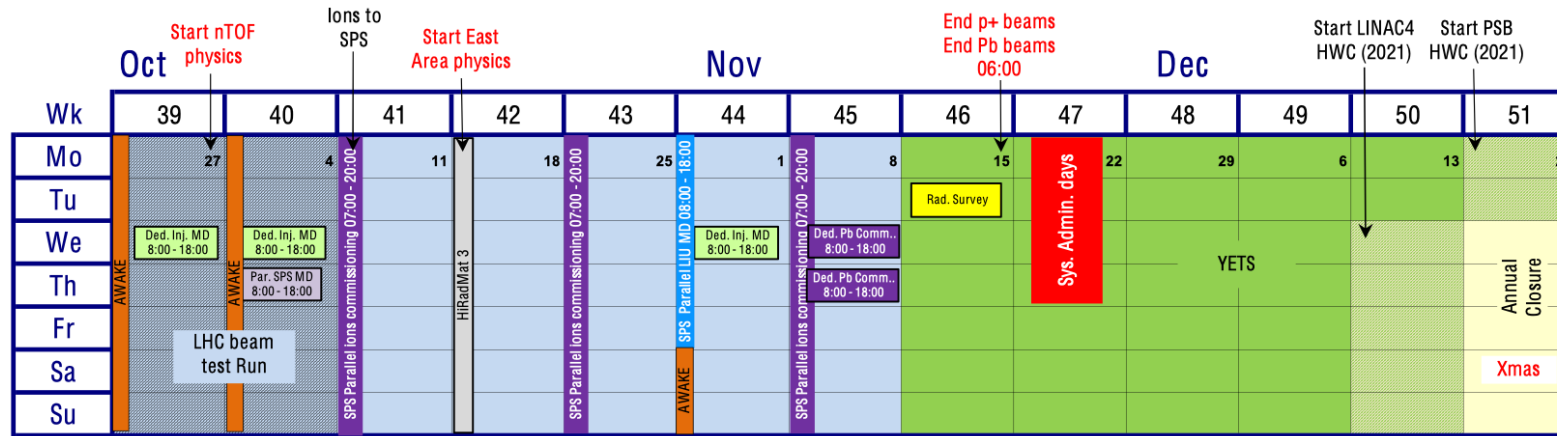 Start nTOF
physics
Ions to
SPS
Start East
Area physics
End p+ beams
End Pb beams
06:00
Start LINAC4
HWC (2021)
Start PSB
HWC (2021)
Oct
Nov
Dec
Wk 39 40 41 42 43 44 45 46 47 48 49 50 51
Mo 27 4 11 18 25 1 8 15 22 29 6 13
Tu
We
Th
Fr
Sa
Su
AWAKE
AWAKE
Ded. Inj. MD
8:00 - 18:00
Ded. Inj. MD
8:00 - 18:00
Par. SPS MD
8:00 - 18:00
LHC beam
test Run
SPS Parallel ions commissioning 07:00 - 20:00
HiRadMat 3
SPS Parallel ions commissioning 07:00 - 20:00
SPS Parallel LIU MD 08:00 - 18:00
AWAKE
Ded. Inj. MD
8:00 - 18:00
SPS Parallel ions commissioning 07:00 - 20:00
Ded. Pb Comm..
8:00 - 18:00
Ded. Pb Comm..
8:00 - 18:00
Rad. Survey
Sys. Admin. days
YETS
Annual
Closure
Xmas